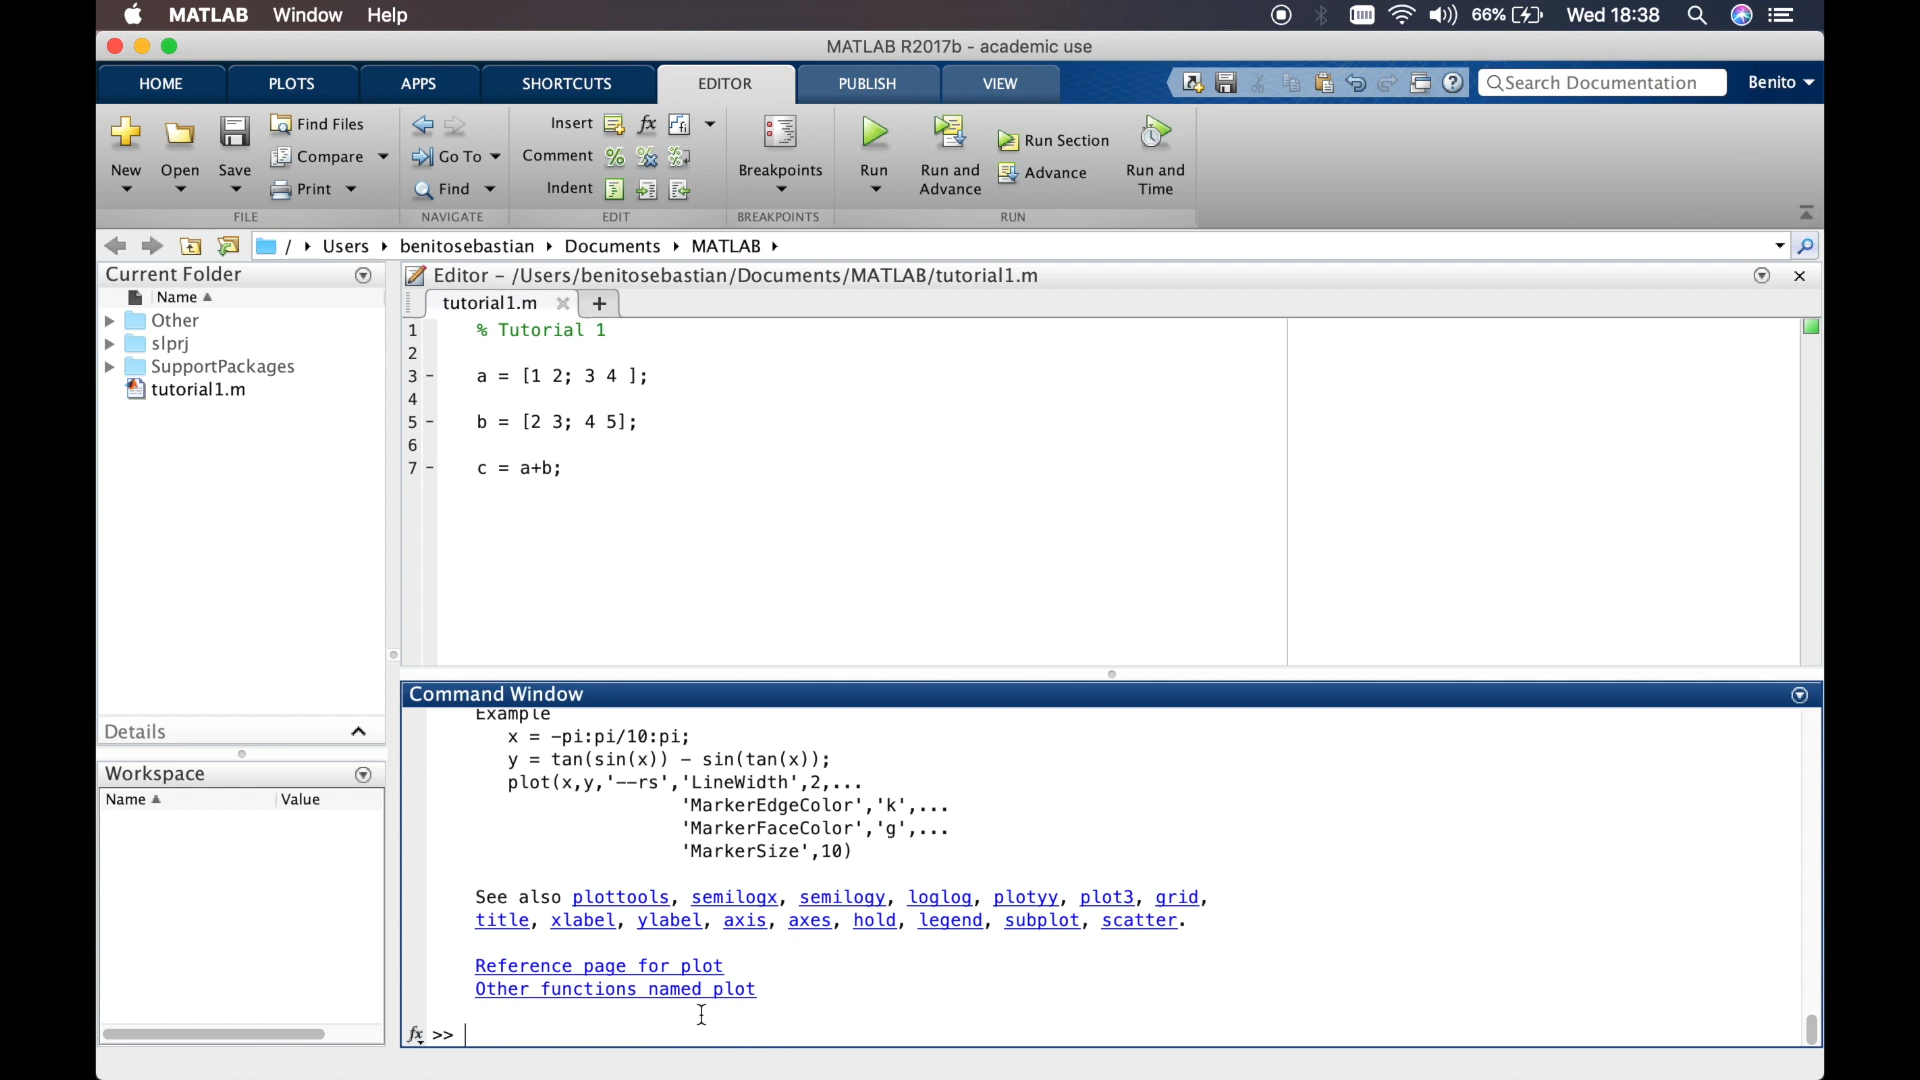 MATLAB Window Help 66% Wed 18:38
MATLAB R2017b - academic use
HOME PLOTS APPS SHORTCUTS EDITOR PUBLISH VIEW Search Documentation Benito
New Open Save Find Files Compare Print
FILE
Go To Find
NAVIGATE
Insert fx
Comment
Indent
EDIT
Breakpoints
BREAKPOINTS
Run
Run and
Advance
Run Section
Advance
Run and
Time
RUN
/ Users benitosebastian Documents MATLAB
Current Folder
Name
Other
slprj
SupportPackages
tutorial1.m
Details
Workspace
Name Value
Editor - /Users/benitosebastian/Documents/MATLAB/tutorial1.m
tutorial1.m +
1 % Tutorial 1
2
3 - a = [1 2; 3 4 ];
4
5 - b = [2 3; 4 5];
6
7 - c = a+b;
Command Window
Example
x = -pi:pi/10:pi;
y = tan(sin(x)) - sin(tan(x));
plot(x,y,'--rs','LineWidth',2,...
'MarkerEdgeColor','k',...
'MarkerFaceColor','g',...
'MarkerSize',10)
See also plottools, semilogx, semilogy, loglog, plotyy, plot3, grid,
title, xlabel, ylabel, axis, axes, hold, legend, subplot, scatter.
Reference page for plot
Other functions named plot
fx >>